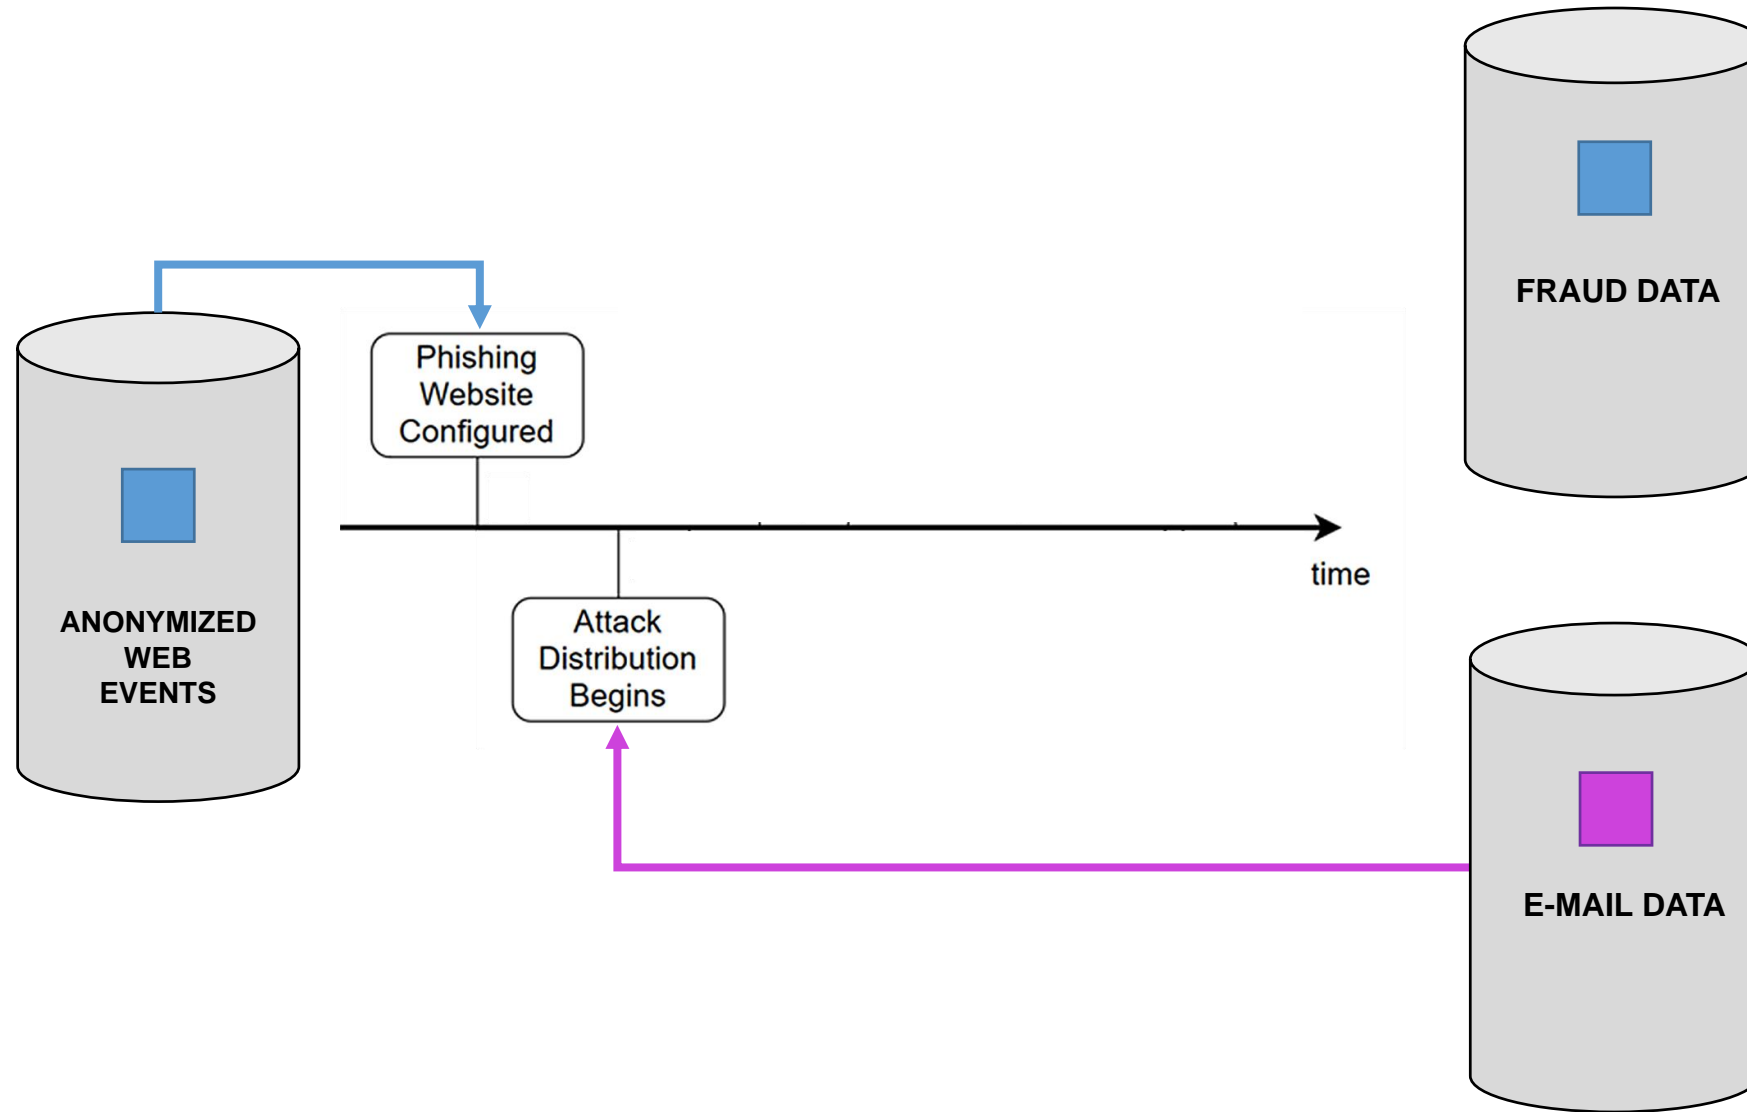 FRAUD DATA
Phishing
Website
Configured
ANONYMIZED
WEB
EVENTS
time
Attack
Distribution
Begins
E-MAIL DATA